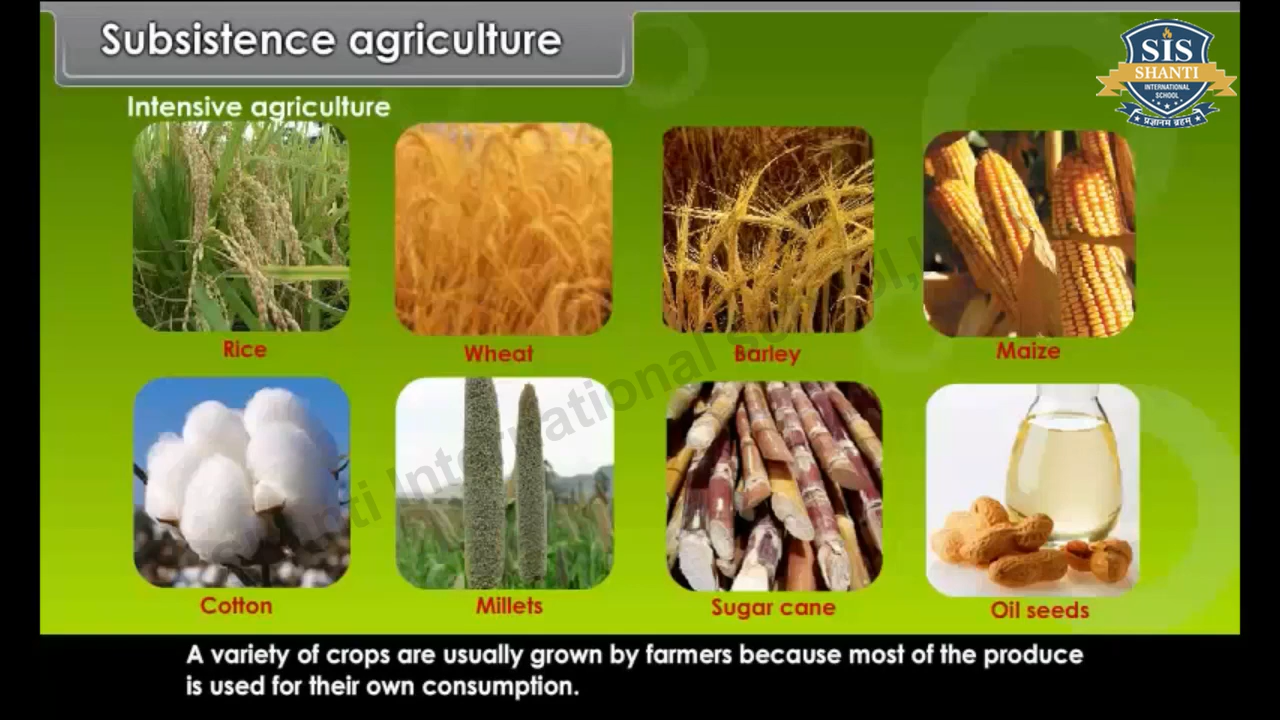 Subsistence agriculture
SIS
SHANTI
INTERNATIONAL
SCHOOL
प्रज्ञानम ब्रहम्
Intensive agriculture
Rice
Wheat
Barley
Maize
Cotton
Millets
Sugar cane
Oil seeds
A variety of crops are usually grown by farmers because most of the produce
is used for their own consumption.